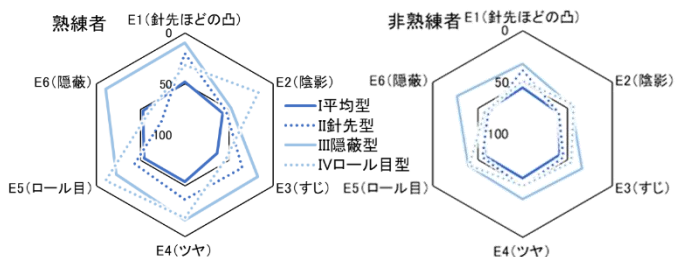 熟練者
E1(針先ほどの凸)
0
E6(隠蔽)
E2(陰影)
50
100
E5(ロール目)
E3(すじ)
E4(ツヤ)
I平均型
II針先型
III隠蔽型
IVロール目型
非熟練者
E1(針先ほどの凸)
0
E6(隠蔽)
E2(陰影)
50
100
E5(ロール目)
E3(すじ)
E4(ツヤ)